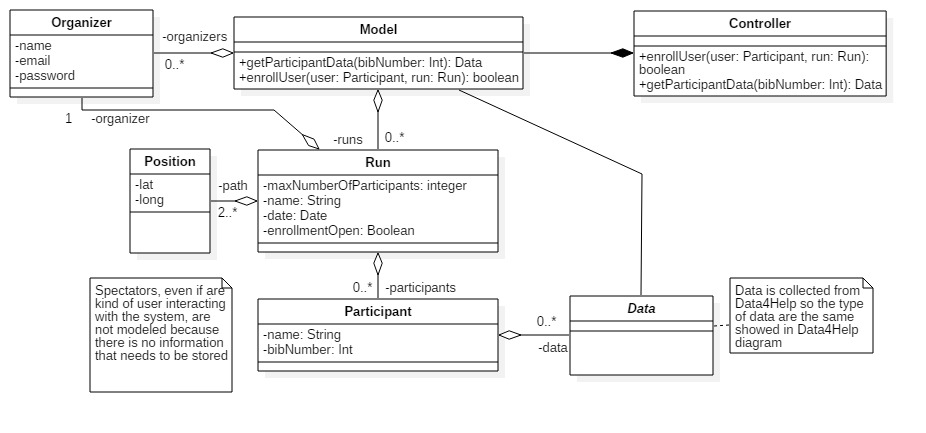 Organizer
-name
-email
-password
-organizers
0..*
Model
+getParticipantData(bibNumber: Int): Data
+enrollUser(user: Participant, run: Run): boolean
Controller
+enrollUser(user: Participant, run: Run):
boolean
+getParticipantData(bibNumber: Int): Data
1
-organizer
-runs
0..*
Position
-lat
-long
-path
2..*
Run
-maxNumberOfParticipants: integer
-name: String
-date: Date
-enrollmentOpen: Boolean
0..*
-participants
Spectators, even if are
kind of user interacting
with the system, are
not modeled because
there is no information
that needs to be stored
Participant
-name: String
-bibNumber: Int
0..*
-data
Data
Data is collected from
Data4Help so the type
of data are the same
showed in Data4Help
diagram